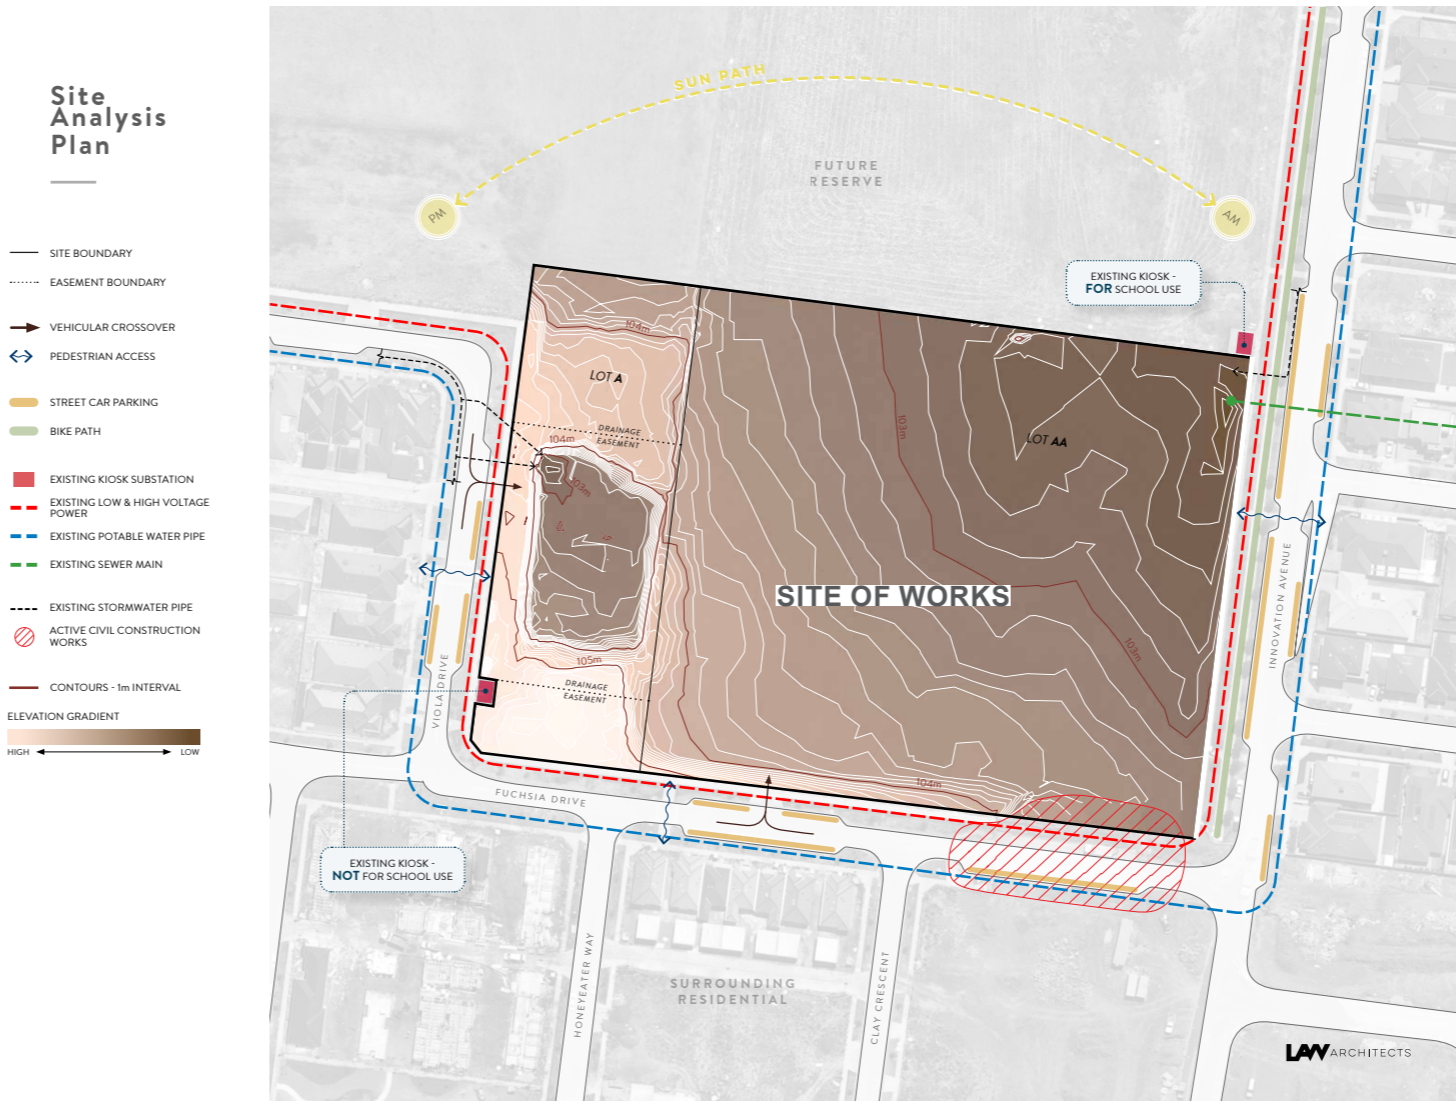 Site
Analysis
Plan
SITE BOUNDARY
EASEMENT BOUNDARY
VEHICULAR CROSSOVER
PEDESTRIAN ACCESS
STREET CAR PARKING
BIKE PATH
EXISTING KIOSK SUBSTATION
EXISTING LOW & HIGH VOLTAGE
POWER
EXISTING POTABLE WATER PIPE
EXISTING SEWER MAIN
EXISTING STORMWATER PIPE
ACTIVE CIVIL CONSTRUCTION
WORKS
CONTOURS - 1m INTERVAL
ELEVATION GRADIENT
HIGH
LOW
SUN PATH
PM
AM
FUTURE
RESERVE
EXISTING KIOSK -
FOR SCHOOL USE
104m
LOT A
DRAINAGE
EASEMENT
104m
103m
103m
LOT AA
SITE OF WORKS
103m
105m
DRAINAGE
EASEMENT
104m
VIOLA DRIVE
INNOVATION AVENUE
FUCHSIA DRIVE
EXISTING KIOSK -
NOT FOR SCHOOL USE
HONEYEATER WAY
CLAY CRESCENT
SURROUNDING
RESIDENTIAL
LAW ARCHITECTS